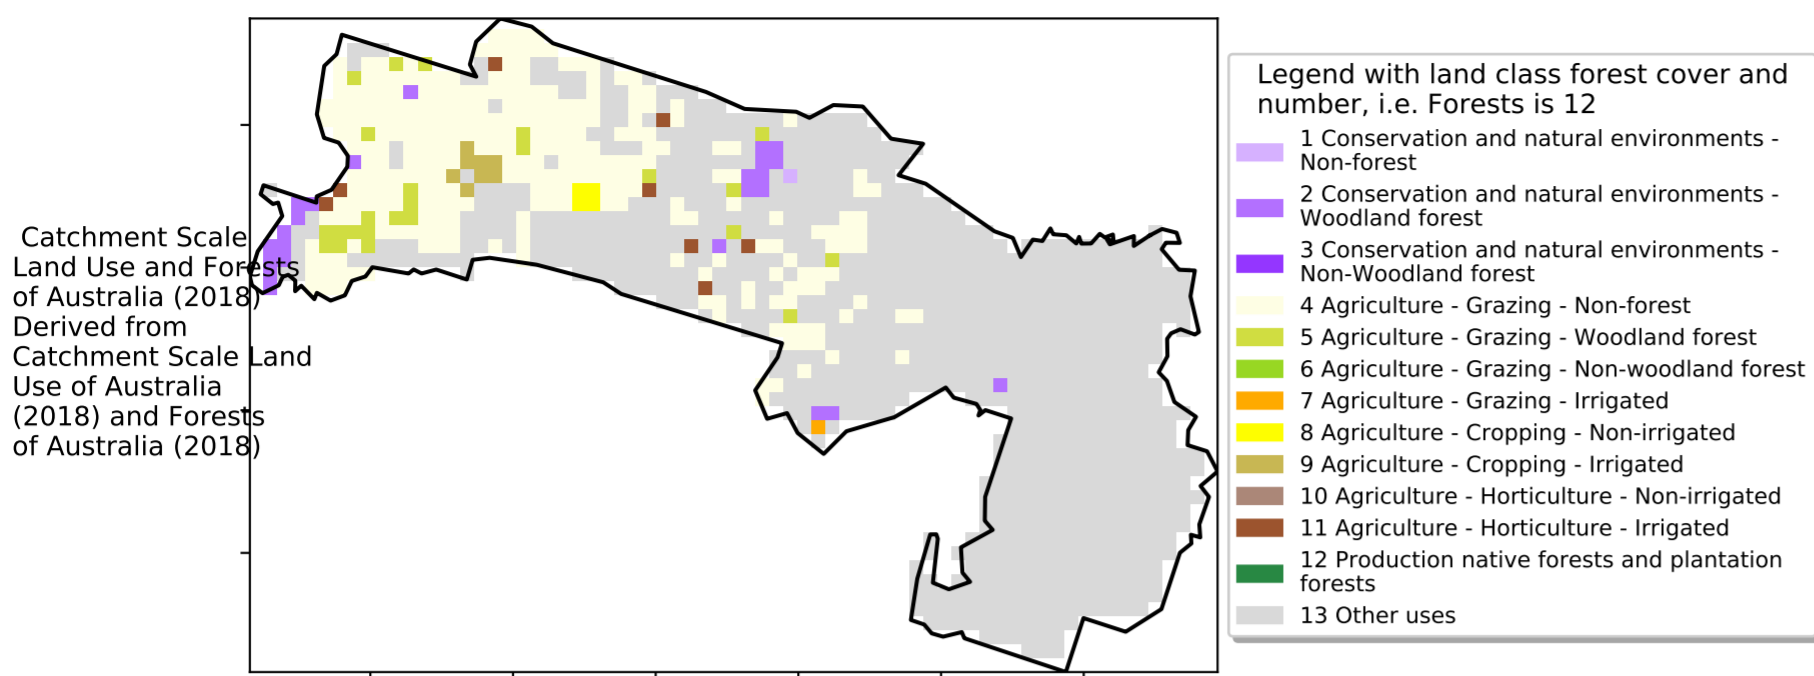 Catchment Scale
Land Use and Forests
of Australia (2018)
Derived from
Catchment Scale Land
Use of Australia
(2018) and Forests
of Australia (2018)
Legend with land class forest cover and
number, i.e. Forests is 12
1 Conservation and natural environments -
Non-forest
2 Conservation and natural environments -
Woodland forest
3 Conservation and natural environments -
Non-Woodland forest
4 Agriculture - Grazing - Non-forest
5 Agriculture - Grazing - Woodland forest
6 Agriculture - Grazing - Non-woodland forest
7 Agriculture - Grazing - Irrigated
8 Agriculture - Cropping - Non-irrigated
9 Agriculture - Cropping - Irrigated
10 Agriculture - Horticulture - Non-irrigated
11 Agriculture - Horticulture - Irrigated
12 Production native forests and plantation
forests
13 Other uses